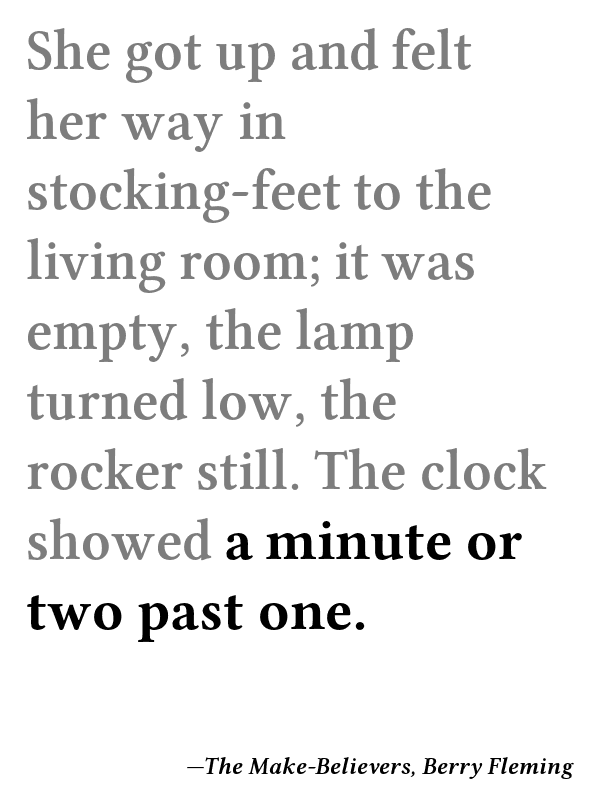 She got up and felt
her way in
stocking-feet to the
living room; it was
empty, the lamp
turned low, the
rocker still. The clock
showed a minute or
two past one.
—The Make-Believers, Berry Fleming